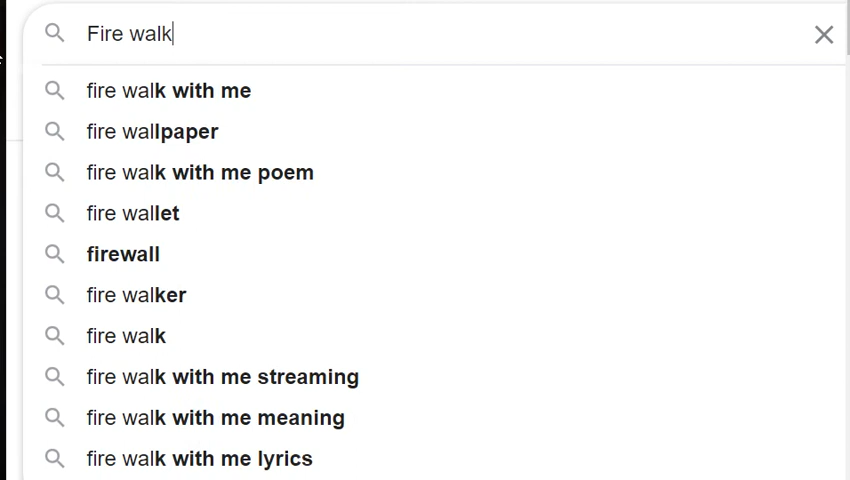 Fire walk
fire walk with me
fire wallpaper
fire walk with me poem
fire wallet
firewall
fire walker
fire walk
fire walk with me streaming
fire walk with me meaning
fire walk with me lyrics